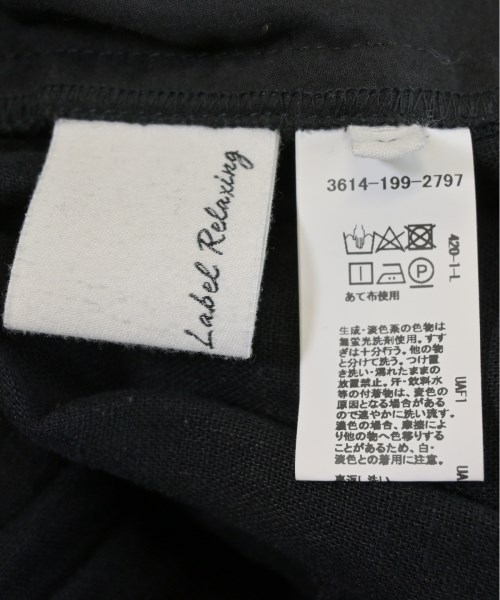 Label Relaxing
3614-199-2797
420-1-L
あて布使用
生成・淡色系の色物は
無蛍光洗剤使用。すす
ぎは十分行う。他の物
と分けて洗う。つけ置
き洗い・濡れたままの
放置禁止。汗・飲料水
等の付着物は、変色の
原因となる場合がある
ので速やかに洗い流す。
濃色の場合、摩擦によ
り他の物へ色移りする
ことがあるため、白・
淡色との着用に注意。
UAF1
裏返し洗い